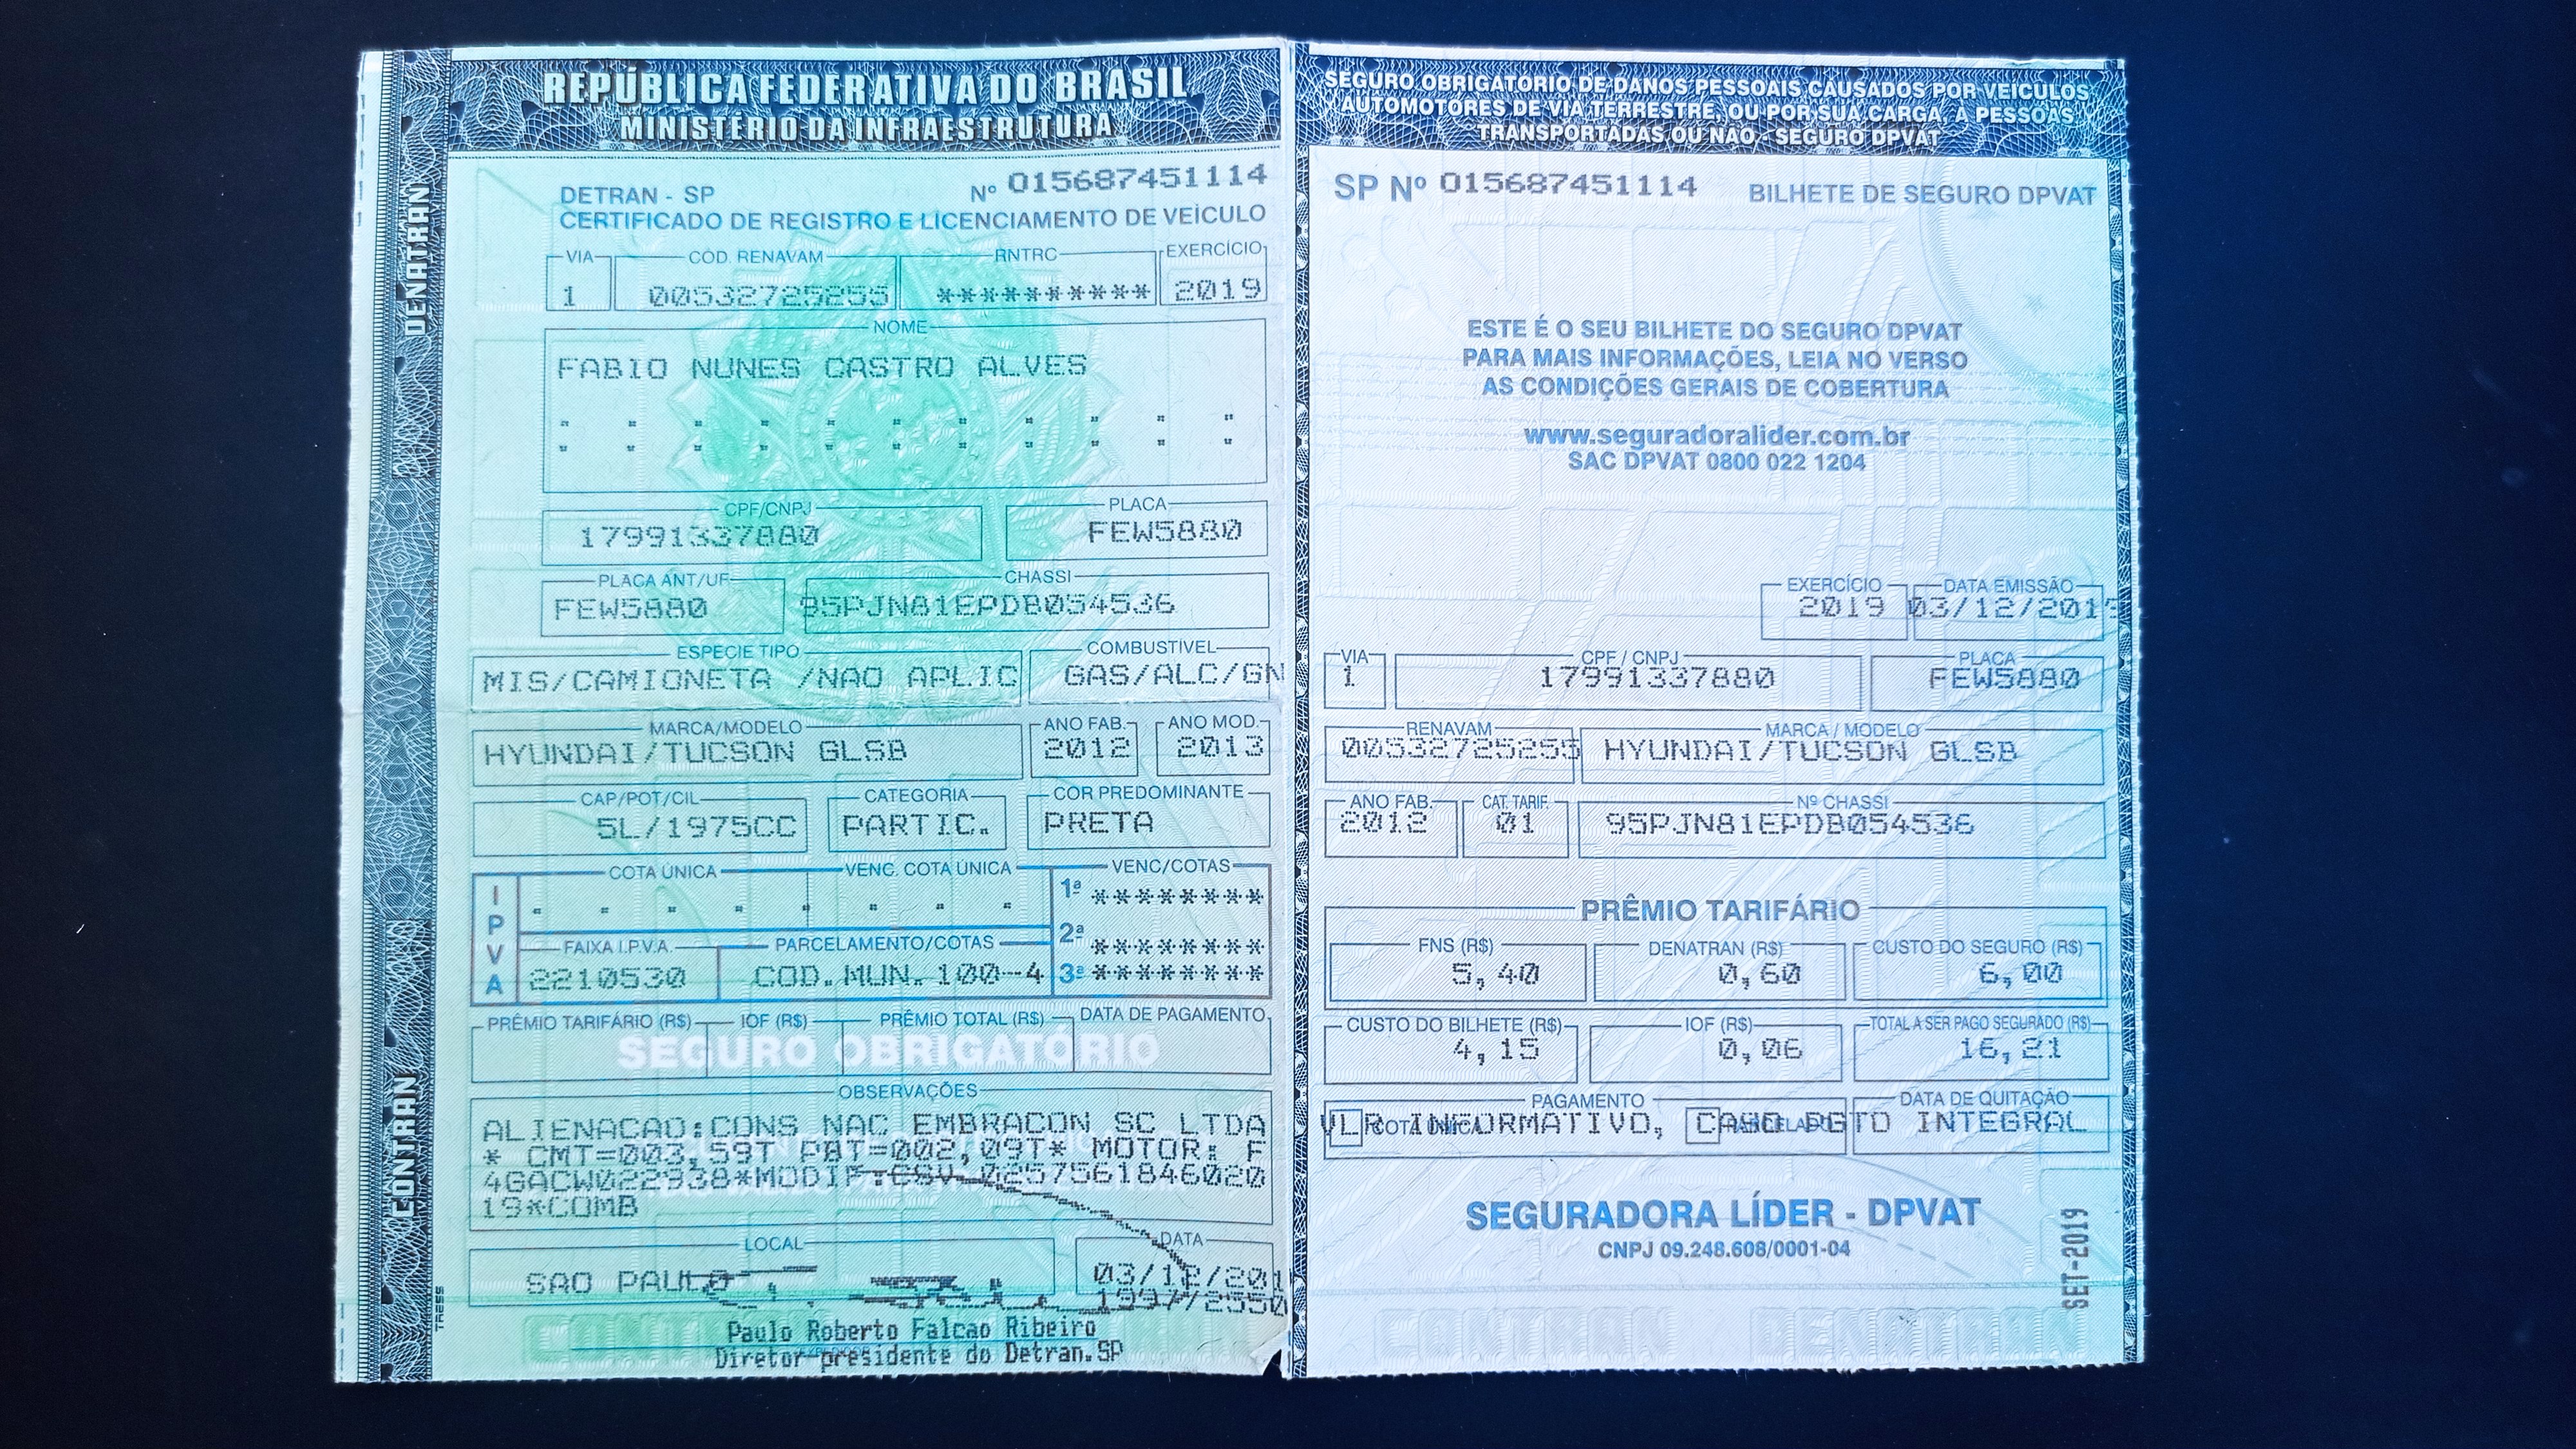 DENATRAN
CONTRAN
REPÚBLICA FEDERATIVA DO BRASIL
MINISTÉRIO DA INFRAESTRUTURA
DETRAN - SP Nº 015687451114
CERTIFICADO DE REGISTRO E LICENCIAMENTO DE VEÍCULO
VIA COD. RENAVAM RNTRC EXERCÍCIO
1 00532725255 ********** 2019
NOME
FABIO NUNES CASTRO ALVES
CPF/CNPJ PLACA
17991337880 FEW5880
PLACA ANT/UF CHASSI
FEW5880 95PJN81EPDB054536
ESPECIE TIPO COMBUSTÍVEL
MIS/CAMIONETA /NAO APLIC GAS/ALC/GN
MARCA/MODELO ANO FAB. ANO MOD.
HYUNDAI/TUCSON GLSB 2012 2013
CAP/POT/CIL CATEGORIA COR PREDOMINANTE
5L/1975CC PARTIC. PRETA
IPVA
COTA ÚNICA VENC. COTA ÚNICA VENC/COTAS
1ª ********
2ª ********
FAIXA I.P.V.A. PARCELAMENTO/COTAS
2210530 COD.MUN. 100-4 3ª ********
PRÊMIO TARIFÁRIO (R$) IOF (R$) PRÊMIO TOTAL (R$) DATA DE PAGAMENTO
SEGURO OBRIGATÓRIO
OBSERVAÇÕES
ALIENACAO:CONS NAC EMBRACON SC LTDA
* CMT=003,59T PBT=002,09T* MOTOR: F
4GACW022938*MODIF:CSV 0257561846020
19*COMB
LOCAL DATA
SAO PAULO 03/12/201
1997/2550
Paulo Roberto Falcao Ribeiro
Diretor-presidente do Detran.SP
SEGURO OBRIGATÓRIO DE DANOS PESSOAIS CAUSADOS POR VEÍCULOS
AUTOMOTORES DE VIA TERRESTRE, OU POR SUA CARGA, A PESSOAS
TRANSPORTADAS OU NÃO - SEGURO DPVAT
SP Nº 015687451114 BILHETE DE SEGURO DPVAT
ESTE É O SEU BILHETE DO SEGURO DPVAT
PARA MAIS INFORMAÇÕES, LEIA NO VERSO
AS CONDIÇÕES GERAIS DE COBERTURA
www.seguradoralider.com.br
SAC DPVAT 0800 022 1204
EXERCÍCIO DATA EMISSÃO
2019 03/12/2019
VIA CPF / CNPJ PLACA
1 17991337880 FEW5880
RENAVAM MARCA / MODELO
00532725255 HYUNDAI/TUCSON GLSB
ANO FAB. CAT. TARIF. Nº CHASSI
2012 01 95PJN81EPDB054536
PRÊMIO TARIFÁRIO
FNS (R$) DENATRAN (R$) CUSTO DO SEGURO (R$)
5,40 0,60 6,00
CUSTO DO BILHETE (R$) IOF (R$) TOTAL A SER PAGO SEGURADO (R$)
4,15 0,06 16,21
PAGAMENTO DATA DE QUITAÇÃO
COTA ÚNICA PARCELADO
VLR INFORMATIVO, CASO PGTO INTEGRAL
SEGURADORA LÍDER - DPVAT
CNPJ 09.248.608/0001-04
SET-2019
CONTRAN DENATRAN